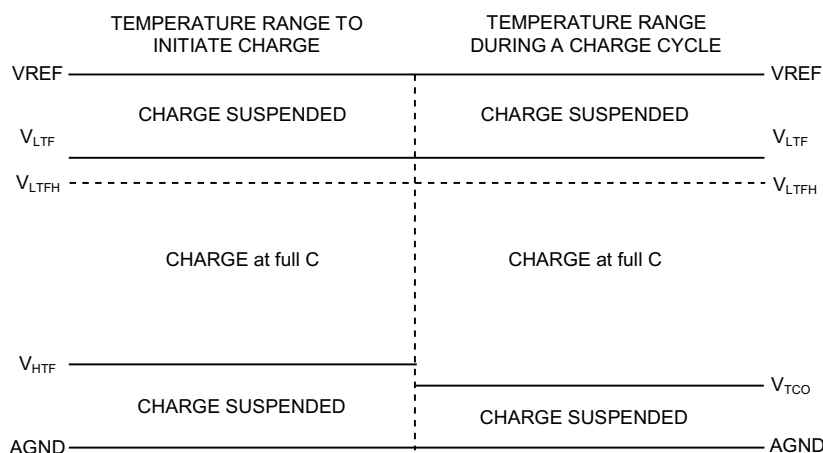 TEMPERATURE RANGE TO
INITIATE CHARGE
TEMPERATURE RANGE
DURING A CHARGE CYCLE
VREF
VREF
CHARGE SUSPENDED
CHARGE SUSPENDED
VLTF
VLTF
VLTFH
VLTFH
CHARGE at full C
CHARGE at full C
VHTF
VTCO
CHARGE SUSPENDED
CHARGE SUSPENDED
AGND
AGND